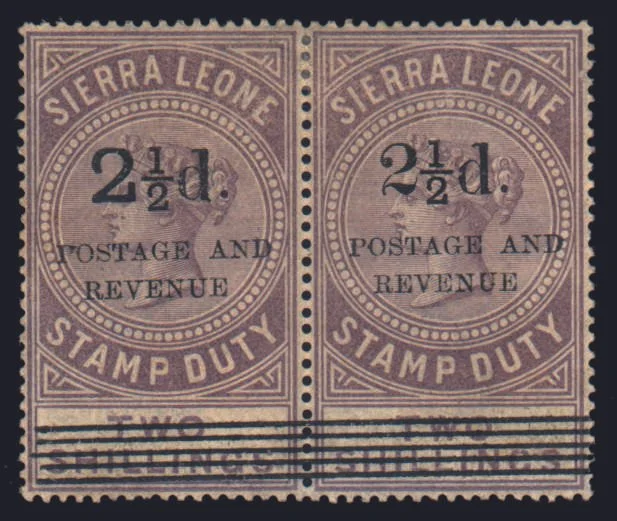 SIERRA LEONE
2½d.
POSTAGE AND
REVENUE
STAMP DUTY
TWO
SHILLINGS
SIERRA LEONE
2½d.
POSTAGE AND
REVENUE
STAMP DUTY
TWO
SHILLINGS